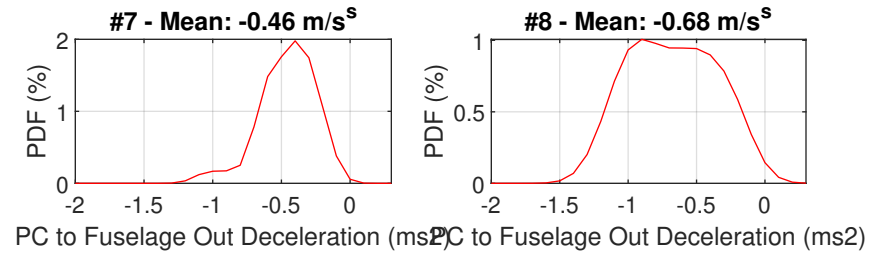 #7 - Mean: -0.46 m/s^s
2
1
0
PDF (%)
-2 -1.5 -1 -0.5 0
PC to Fuselage Out Deceleration (ms2)
#8 - Mean: -0.68 m/s^s
1
0.5
0
PDF (%)
-2 -1.5 -1 -0.5 0
PC to Fuselage Out Deceleration (ms2)